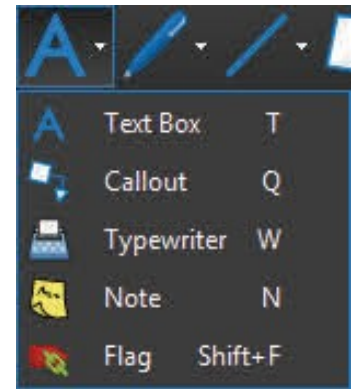 Text Box T
Callout Q
Typewriter W
Note N
Flag Shift+F